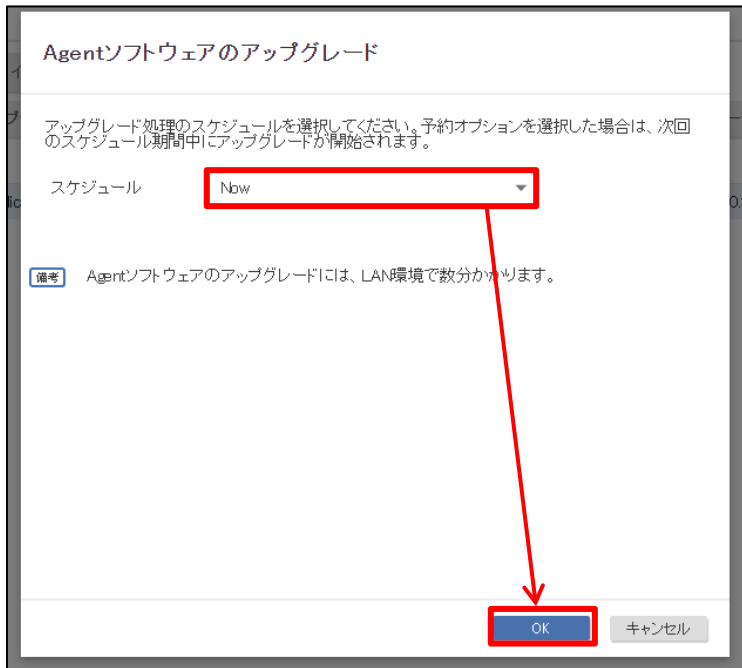 Agentソフトウェアのアップグレード
アップグレード処理のスケジュールを選択してください。予約オプションを選択した場合は、次回
のスケジュール期間中にアップグレードが開始されます。
スケジュール Now
備考 Agentソフトウェアのアップグレードには、LAN環境で数分かかります。
OK キャンセル